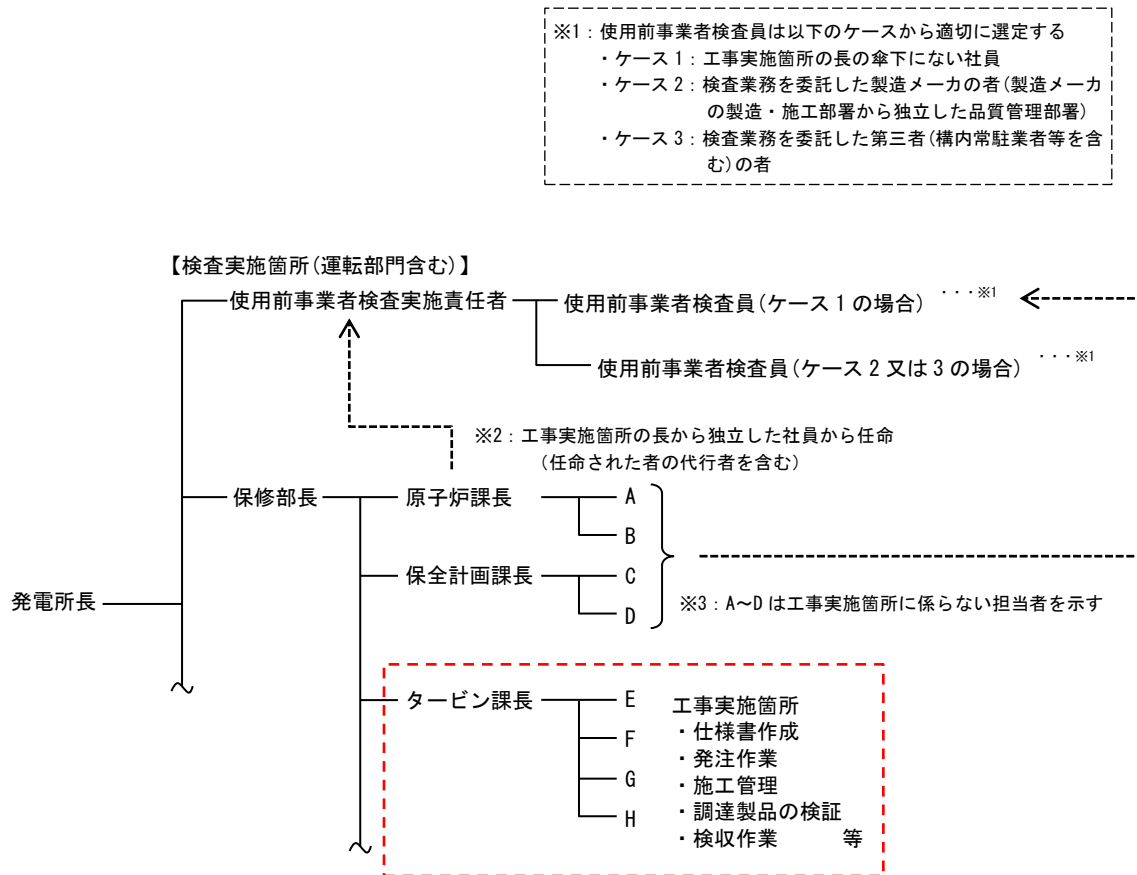 ※1：使用前事業者検査員は以下のケースから適切に選定する
・ケース1：工事実施箇所の長の傘下にない社員
・ケース2：検査業務を委託した製造メーカの者(製造メーカ
の製造・施工部署から独立した品質管理部署)
・ケース3：検査業務を委託した第三者(構内常駐業者等を含
む)の者
【検査実施箇所(運転部門含む)】
使用前事業者検査実施責任者
使用前事業者検査員(ケース1の場合) ・・・※1
使用前事業者検査員(ケース2又は3の場合) ・・・※1
※2：工事実施箇所の長から独立した社員から任命
(任命された者の代行者を含む)
保修部長
原子炉課長
A
B
保全計画課長
C
D
発電所長
※3：A～Dは工事実施箇所に係らない担当者を示す
タービン課長
E
F
G
H
工事実施箇所
・仕様書作成
・発注作業
・施工管理
・調達製品の検証
・検収作業 等